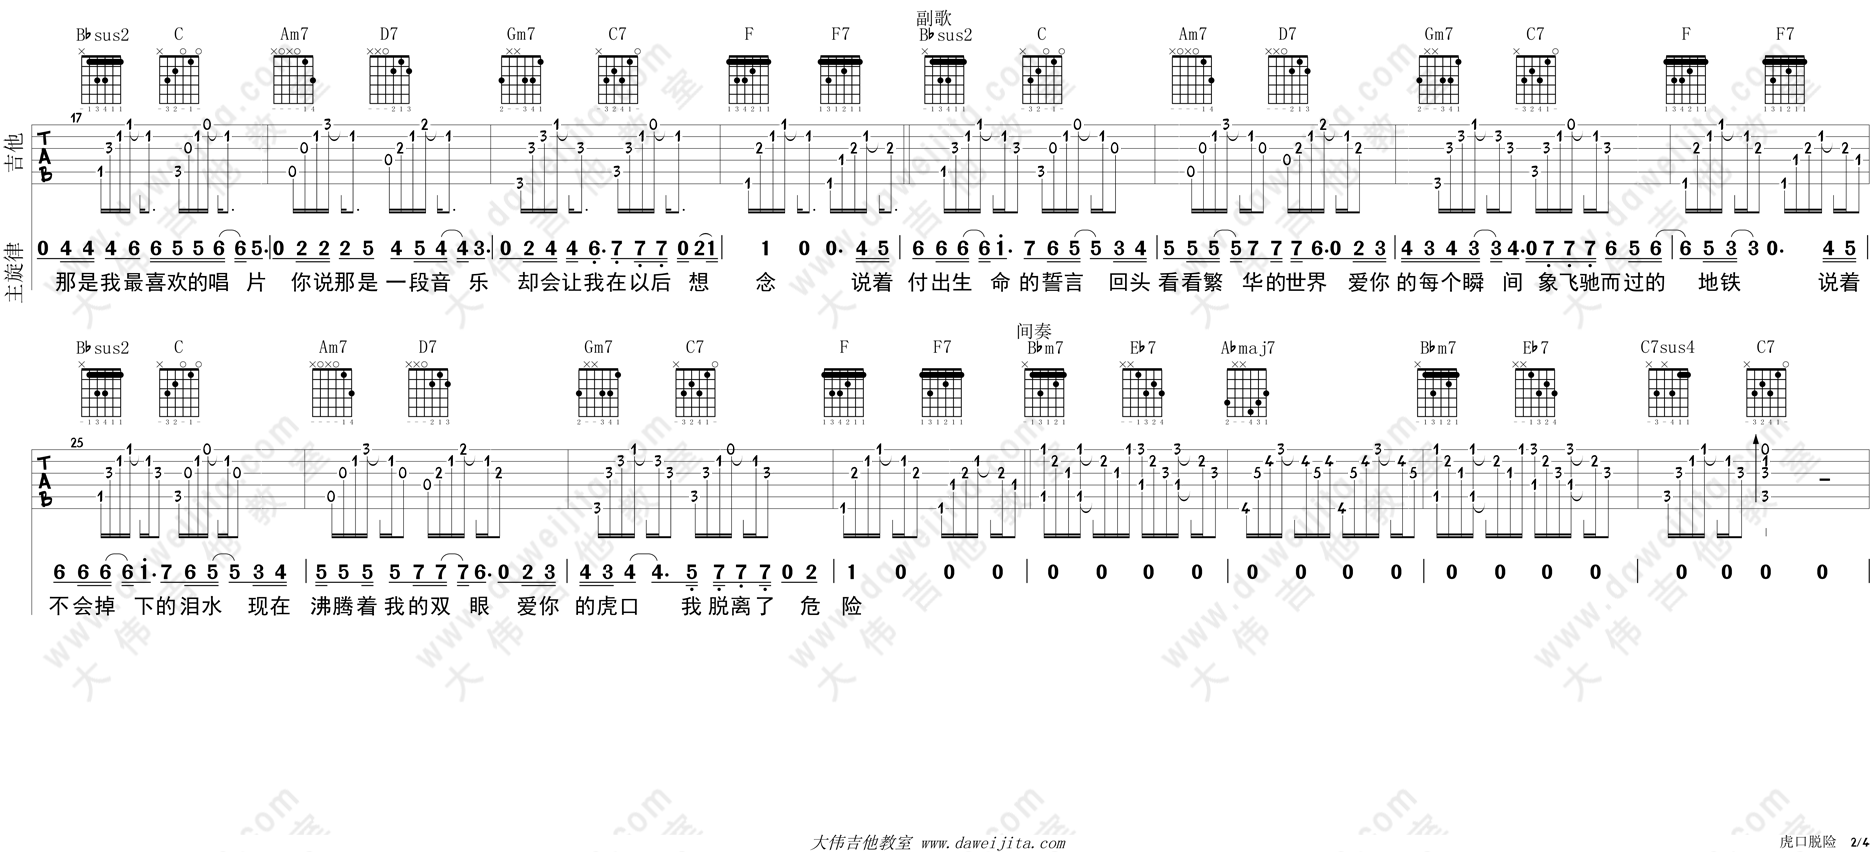 副歌
B♭sus2 C Am7 D7 Gm7 C7 F F7 B♭sus2 C Am7 D7 Gm7 C7 F F7
吉他
17
TAB
主旋律
0 4 4 4 6 6 5 5 6 6 5. | 0 2 2 2 5 4 5 4 4 3. | 0 2 4 4 6. 7 7 7 0 2 1 | 1 0 0. 4 5 | 6 6 6 6 1. 7 6 5 5 3 4 | 5 5 5 5 7 7 7 6. 0 2 3 | 4 3 4 3 3 4. 0 7 7 7 6 5 6 | 6 5 3 3 0. 4 5
那是我最喜欢的唱 片 你说那是 一段音 乐 却会让我在以后 想 念 说着 付出生 命 的誓言 回头 看看繁 华的世界 爱你 的每个瞬 间 象飞驰而过的 地铁 说着
间奏
B♭sus2 C Am7 D7 Gm7 C7 F F7 B♭m7 E♭7 A♭maj7 B♭m7 E♭7 C7sus4 C7
25
TAB
6 6 6 6 1. 7 6 5 5 3 4 | 5 5 5 5 7 7 7 6. 0 2 3 | 4 3 4 4. 5 7 7 7 0 2 | 1 0 0 0 | 0 0 0 0 | 0 0 0 0 | 0 0 0 0 | 0 0 0 0
不会掉 下的泪水 现在 沸腾着 我的双 眼 爱你 的虎口 我 脱离了 危 险
大伟吉他教室 www.daweijita.com
虎口脱险 2/4